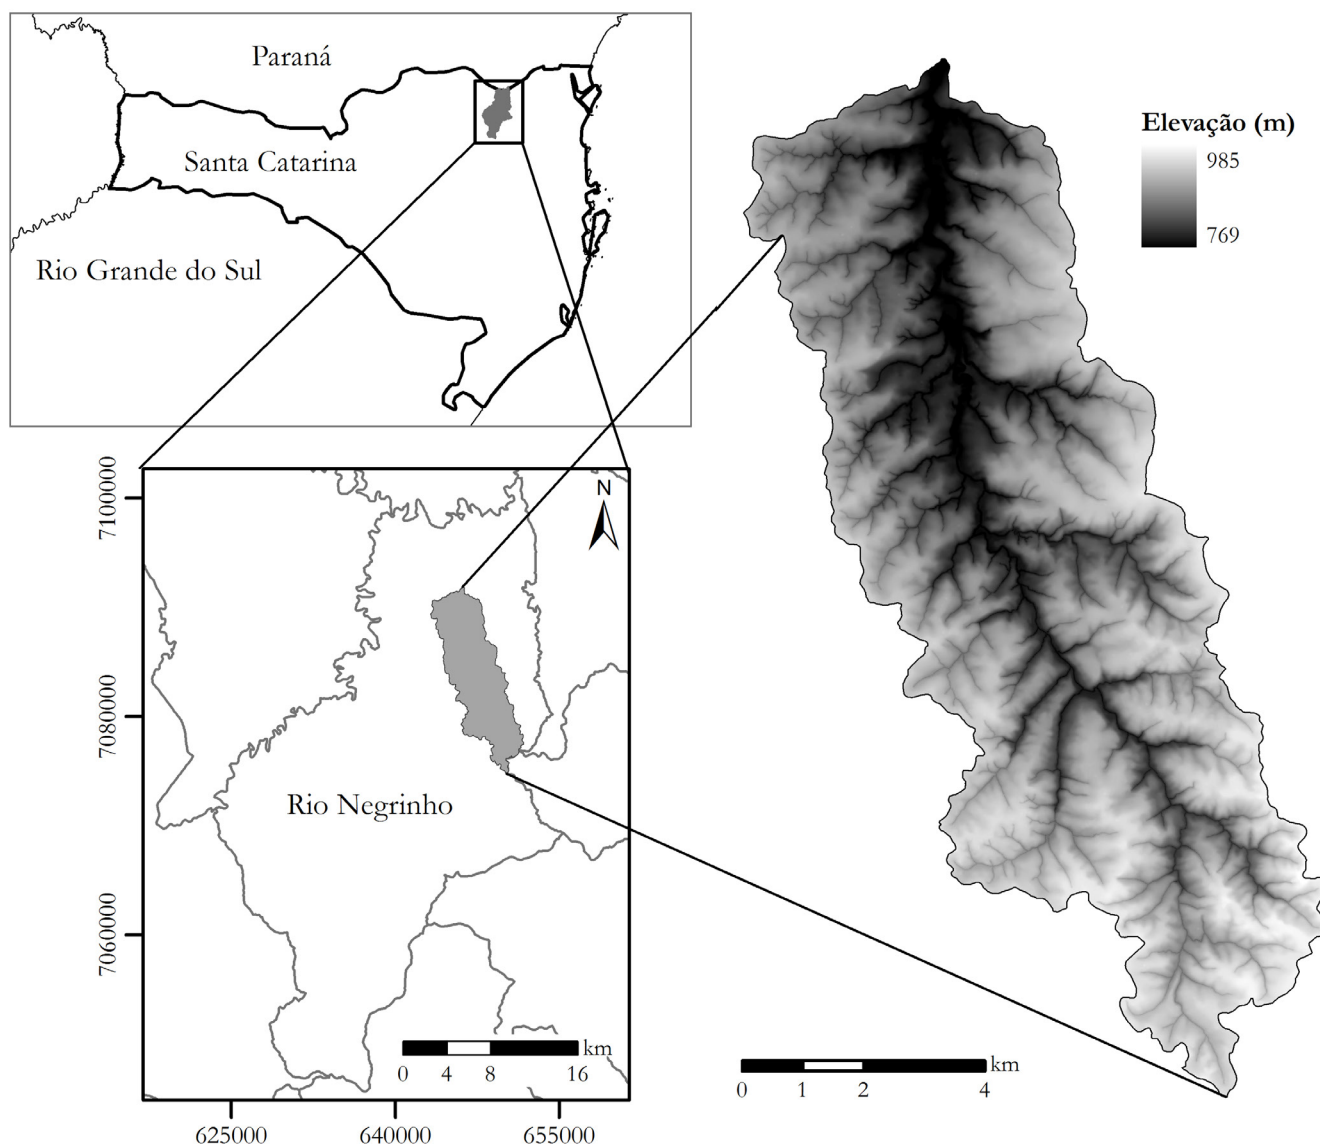 Paraná
Santa Catarina
Rio Grande do Sul
Elevação (m)
985
769
N
7100000
7080000
7060000
Rio Negrinho
km
0 4 8 16
625000 640000 655000
km
0 1 2 4